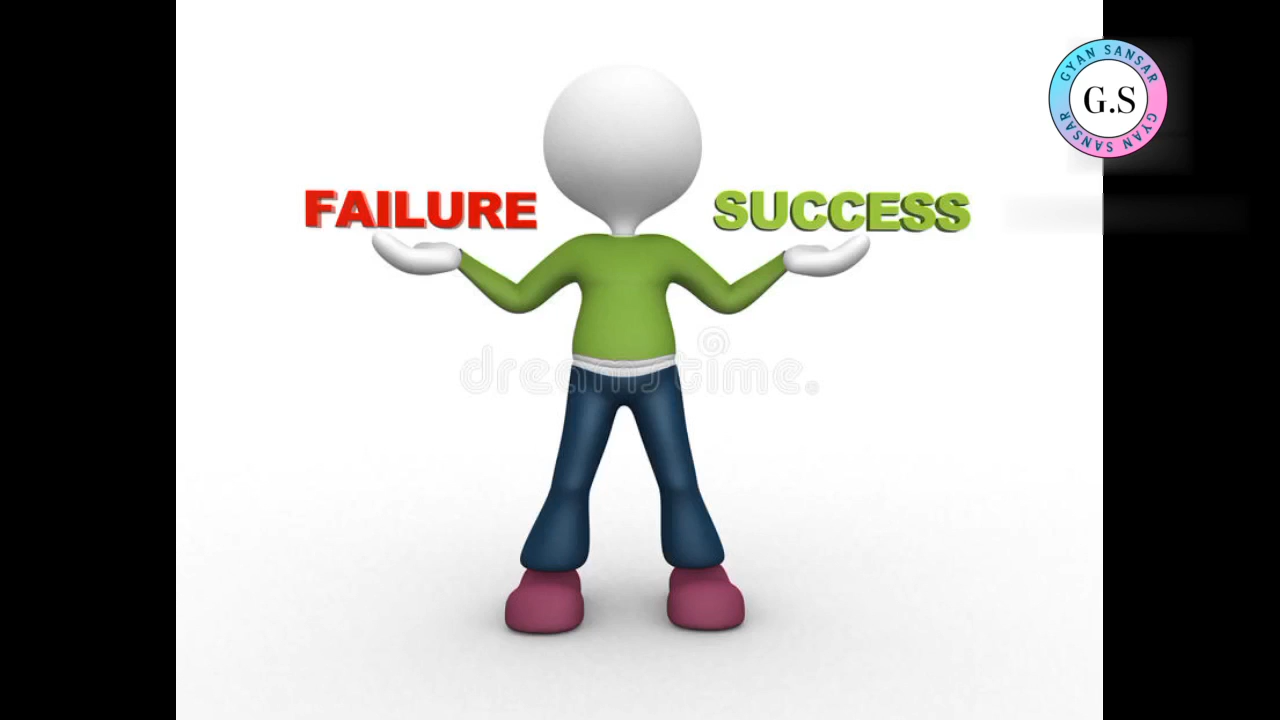 FAILURE
SUCCESS
dreamstime.
GYAN SANSAR
G.S
GYAN SANSAR